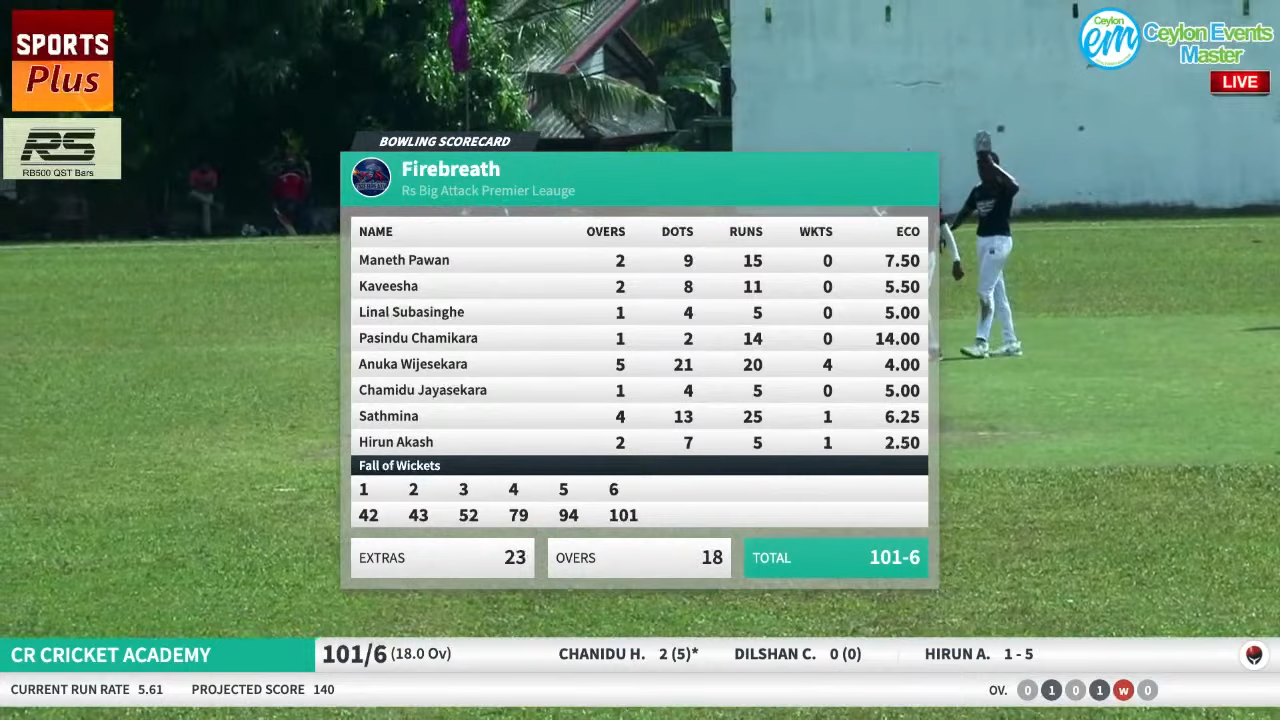 SPORTS
Plus
RS
RB500 QST Bars
Ceylon
em
Ceylon Events
Master
LIVE
BOWLING SCORECARD
Firebreath
Rs Big Attack Premier Leauge
NAME OVERS DOTS RUNS WKTS ECO
Maneth Pawan 2 9 15 0 7.50
Kaveesha 2 8 11 0 5.50
Linal Subasinghe 1 4 5 0 5.00
Pasindu Chamikara 1 2 14 0 14.00
Anuka Wijesekara 5 21 20 4 4.00
Chamidu Jayasekara 1 4 5 0 5.00
Sathmina 4 13 25 1 6.25
Hirun Akash 2 7 5 1 2.50
Fall of Wickets
1 2 3 4 5 6
42 43 52 79 94 101
EXTRAS 23 OVERS 18 TOTAL 101-6
CR CRICKET ACADEMY 101/6 (18.0 Ov) CHANIDU H. 2 (5)* DILSHAN C. 0 (0) HIRUN A. 1 - 5
CURRENT RUN RATE 5.61 PROJECTED SCORE 140 OV. 0 1 0 1 w 0